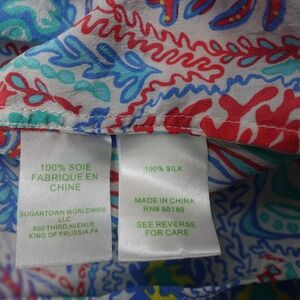 100% SOIE
FABRIQUE EN
CHINE
SUGARTOWN WORLDWIDE
LLC
800 THIRD AVENUE
KING OF PRUSSIA,PA
100% SILK
MADE IN CHINA
RN# 88189
SEE REVERSE
FOR CARE